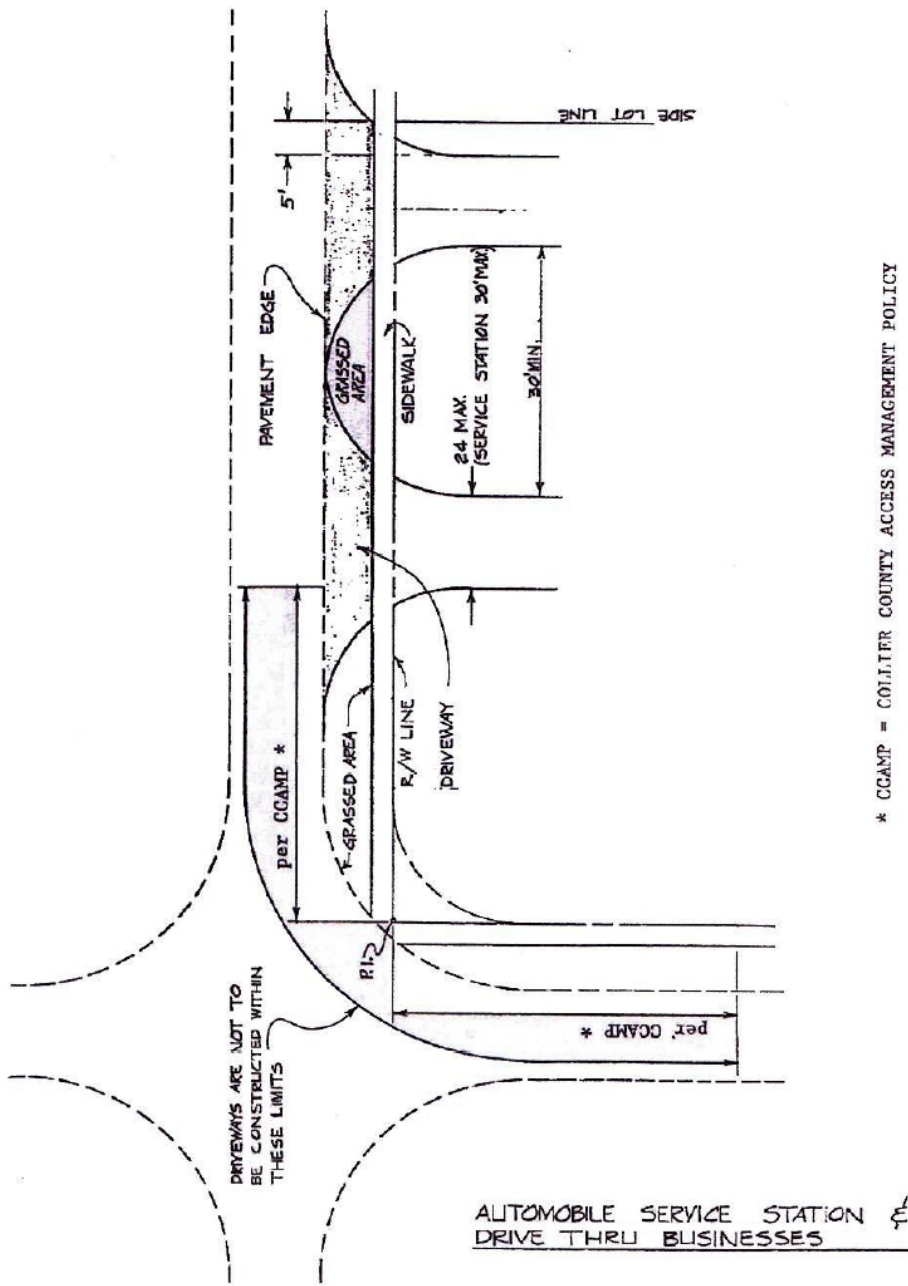 SIDE LOT LINE
5'
PAVEMENT EDGE
GRASSED
AREA
SIDEWALK
24 MAX.
(SERVICE STATION 30'MAX.)
30'MIN.
per CCAMP *
GRASSED AREA
R/W LINE
DRIVEWAY
P.I.
DRIVEWAYS ARE NOT TO
BE CONSTRUCTED WITHIN
THESE LIMITS
per CCAMP *
* CCAMP = COLLIER COUNTY ACCESS MANAGEMENT POLICY
AUTOMOBILE SERVICE STATION &
DRIVE THRU BUSINESSES